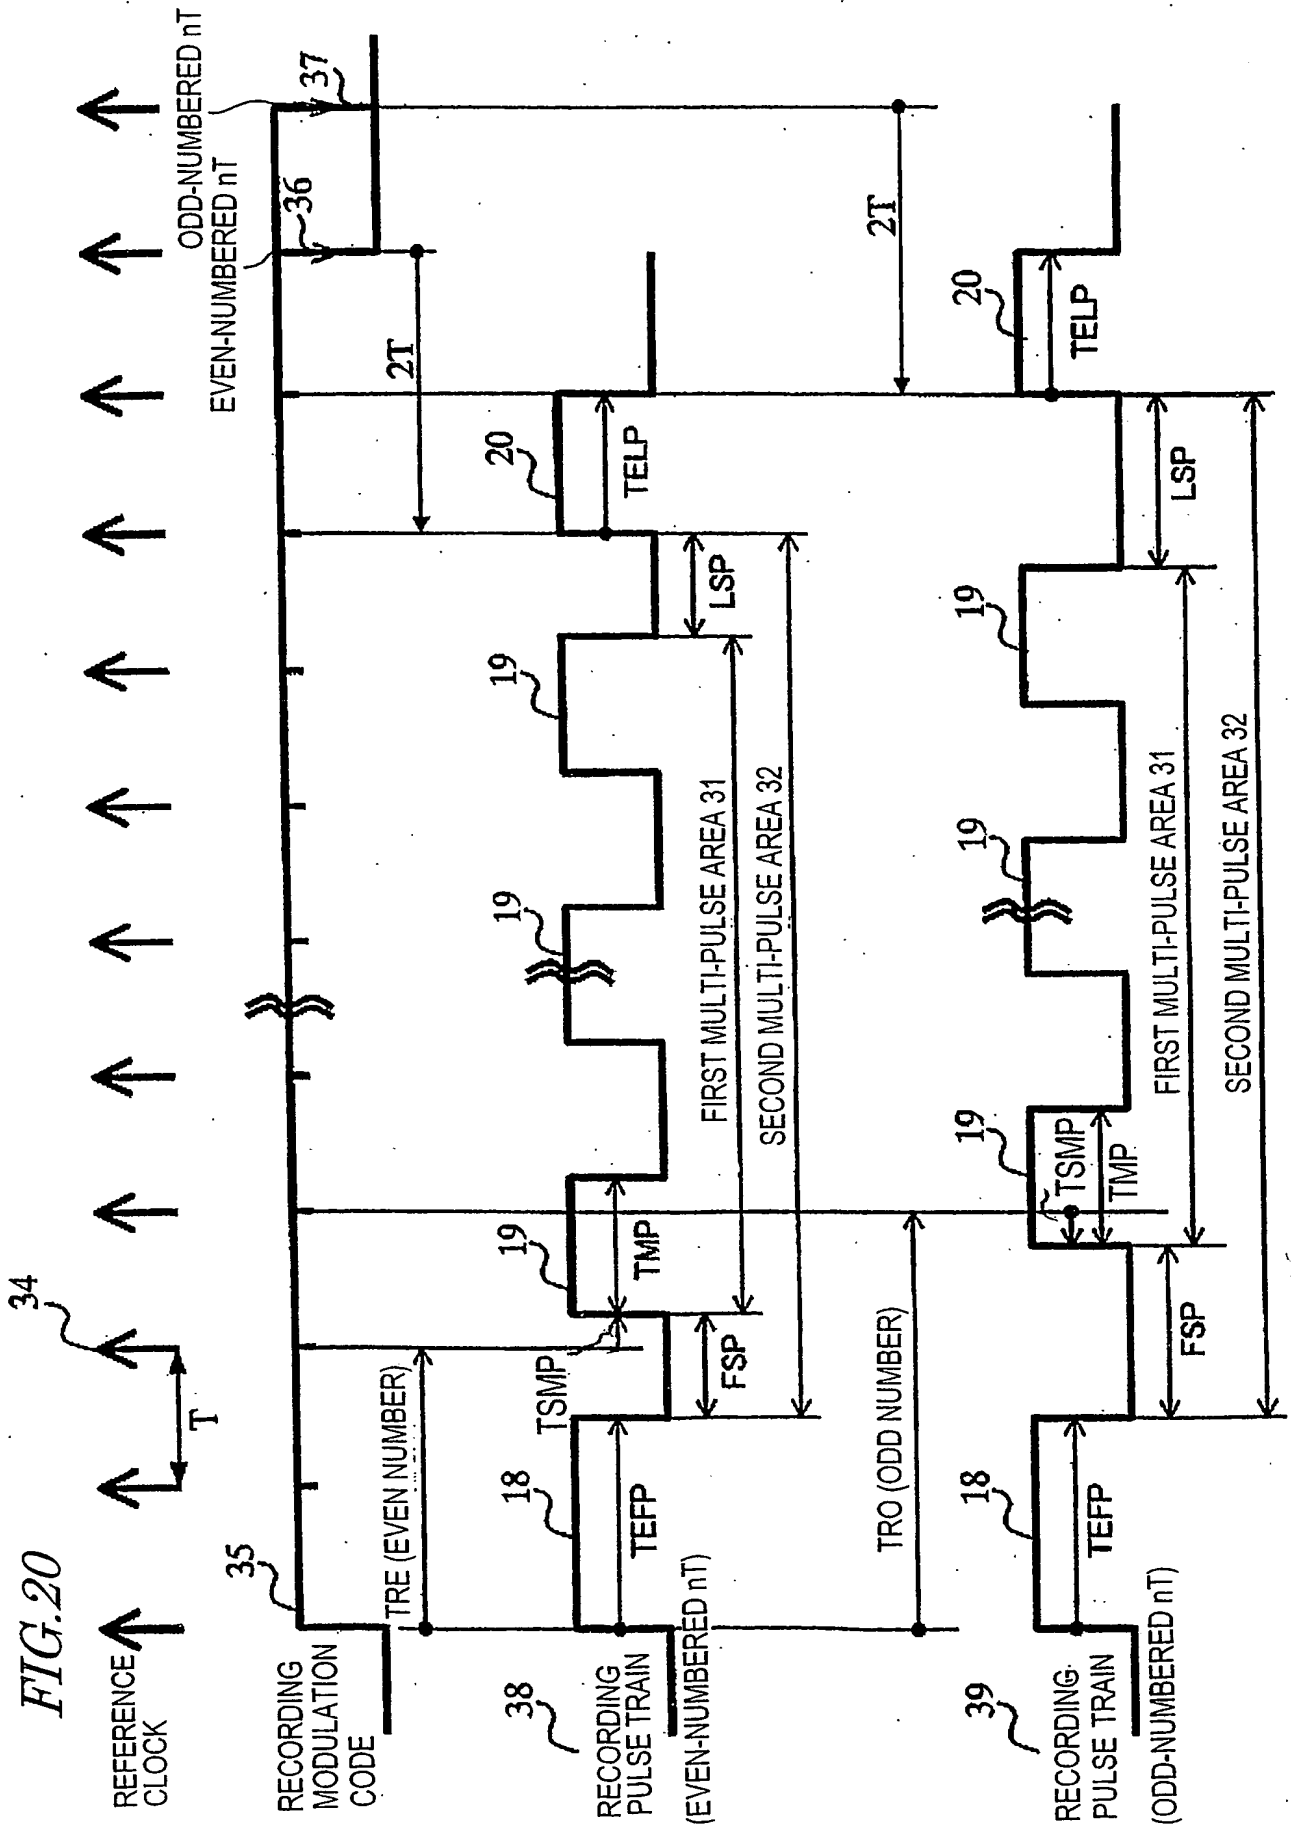 FIG.20
REFERENCE
CLOCK
34
T
RECORDING
MODULATION
CODE
35
ODD-NUMBERED nT
EVEN-NUMBERED nT
36
37
2T
TRE (EVEN NUMBER)
38
RECORDING
PULSE TRAIN
(EVEN-NUMBERED nT)
18
TEFP
TSMP
FSP
19
TMP
19
19
FIRST MULTI-PULSE AREA 31
SECOND MULTI-PULSE AREA 32
LSP
20
TELP
2T
TRO (ODD NUMBER)
39
RECORDING
PULSE TRAIN
(ODD-NUMBERED nT)
18
TEFP
FSP
19
TSMP
TMP
19
19
FIRST MULTI-PULSE AREA 31
SECOND MULTI-PULSE AREA 32
LSP
20
TELP